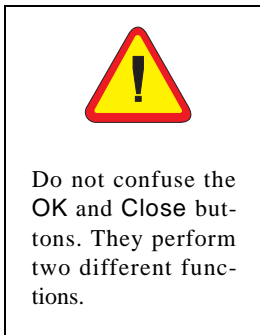 !
Do not confuse the
OK and Close but-
tons. They perform
two different func-
tions.